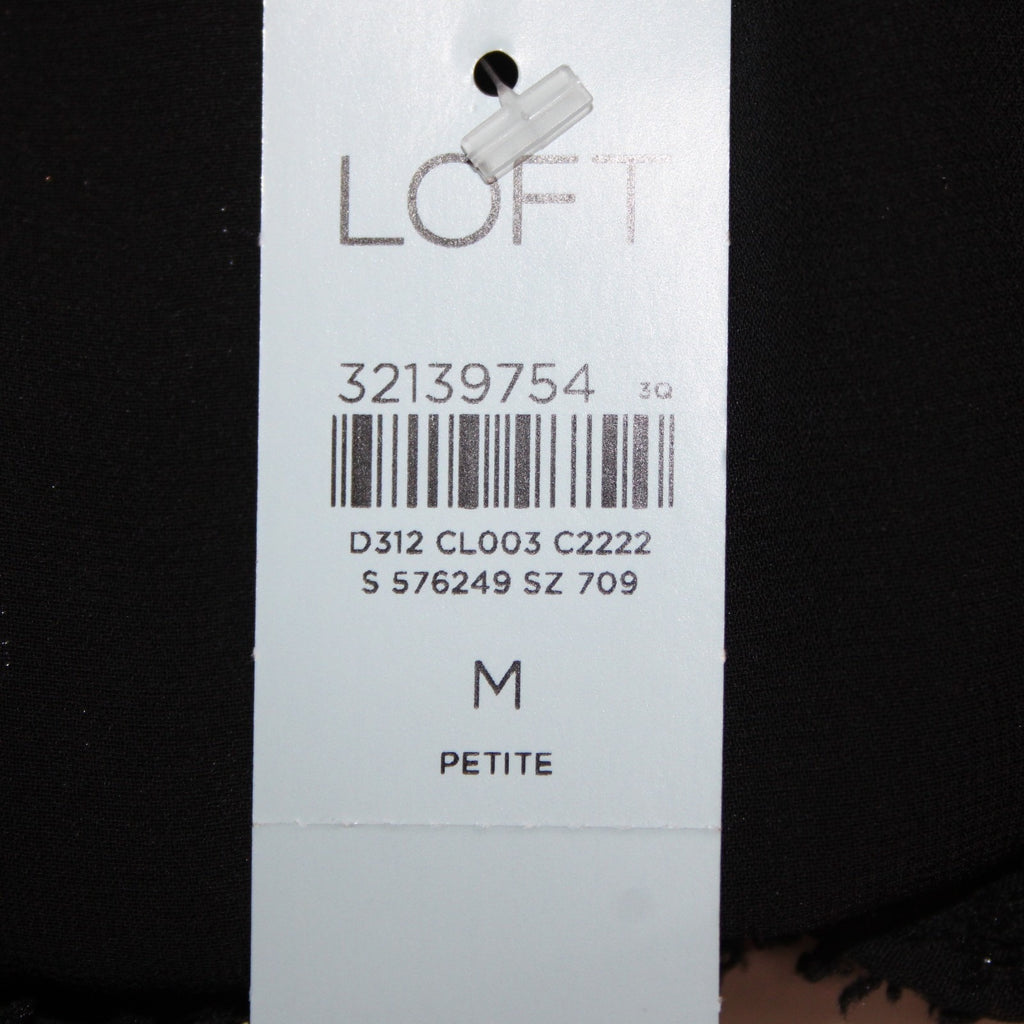 LOFT
32139754 3Q
D312 CL003 C2222
S 576249 SZ 709
M
PETITE